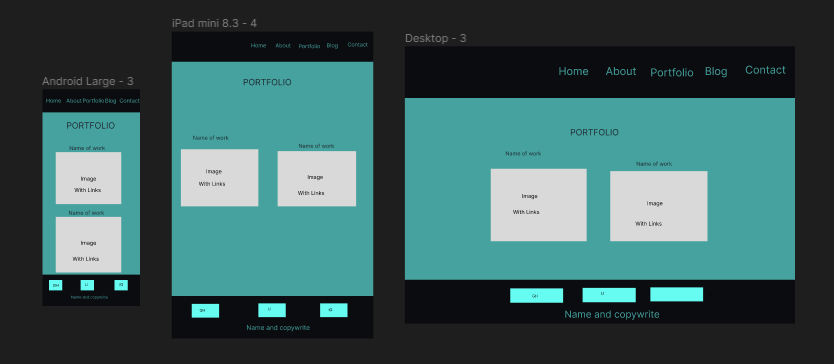 Android Large - 3
Home About Portfolio Blog Contact
PORTFOLIO
Name of work
Image
With Links
Name of work
Image
With Links
GH LI IG
Name and copywrite
iPad mini 8.3 - 4
Home About Portfolio Blog Contact
PORTFOLIO
Name of work
Image
With Links
Name of work
Image
With Links
GH LI IG
Name and copywrite
Desktop - 3
Home About Portfolio Blog Contact
PORTFOLIO
Name of work
Image
With Links
Name of work
Image
With Links
GH LI
Name and copywrite